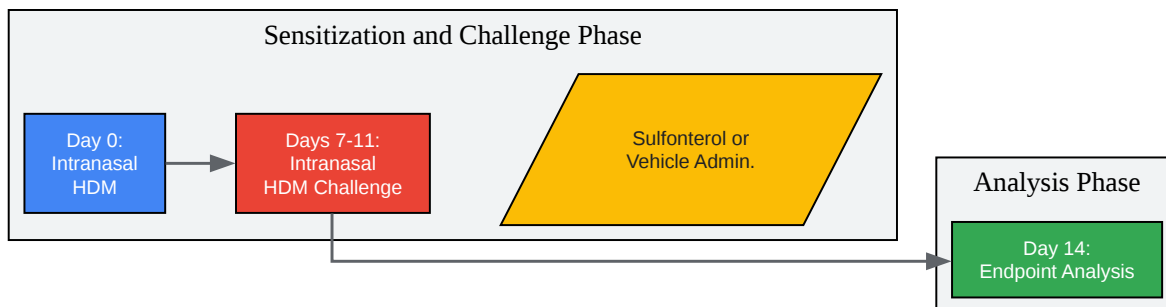 Sensitization and Challenge Phase
Day 0:
Intranasal
HDM
Days 7-11:
Intranasal
HDM Challenge
Sulfonterol or
Vehicle Admin.
Analysis Phase
Day 14:
Endpoint Analysis